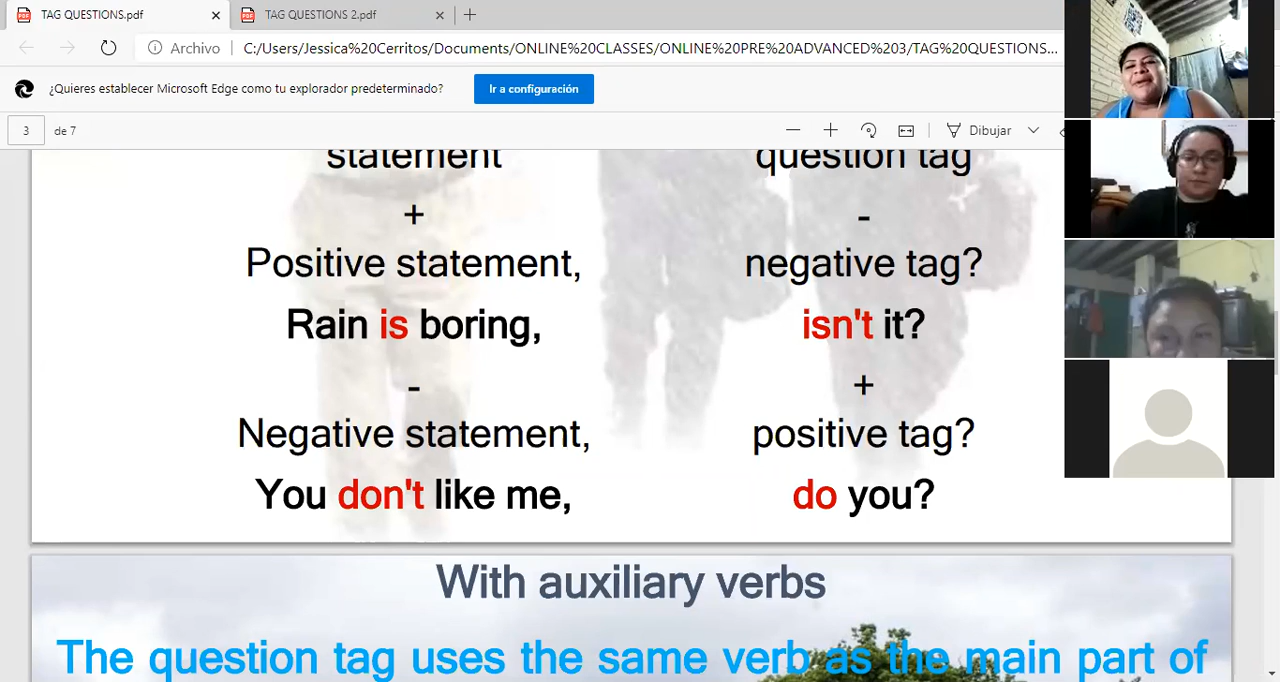 TAG QUESTIONS.pdf
TAG QUESTIONS 2.pdf
Archivo
C:/Users/Jessica%20Cerritos/Documents/ONLINE%20CLASSES/ONLINE%20PRE%20ADVANCED%203/TAG%20QUESTIONS...
¿Quieres establecer Microsoft Edge como tu explorador predeterminado?
Ir a configuración
3 de 7
Dibujar
statement question tag
+ -
Positive statement, negative tag?
Rain is boring, isn't it?
- +
Negative statement, positive tag?
You don't like me, do you?
With auxiliary verbs
The question tag uses the same verb as the main part of